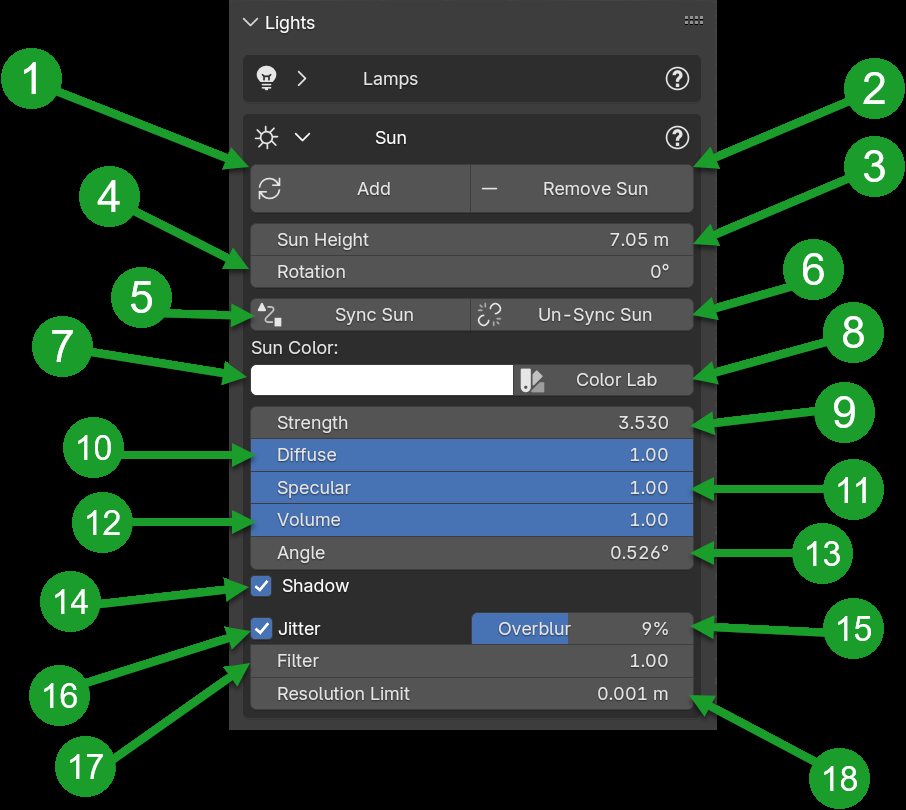 Lights
1
Lamps ?
2
Sun ?
3
Add Remove Sun
4
Sun Height 7.05 m
Rotation 0°
6
5
Sync Sun Un-Sync Sun
7
Sun Color:
8
Color Lab
9
Strength 3.530
10
Diffuse 1.00
Specular 1.00
11
12
Volume 1.00
Angle 0.526°
13
14
Shadow
15
Jitter Overblur 9%
Filter 1.00
16
Resolution Limit 0.001 m
17
18